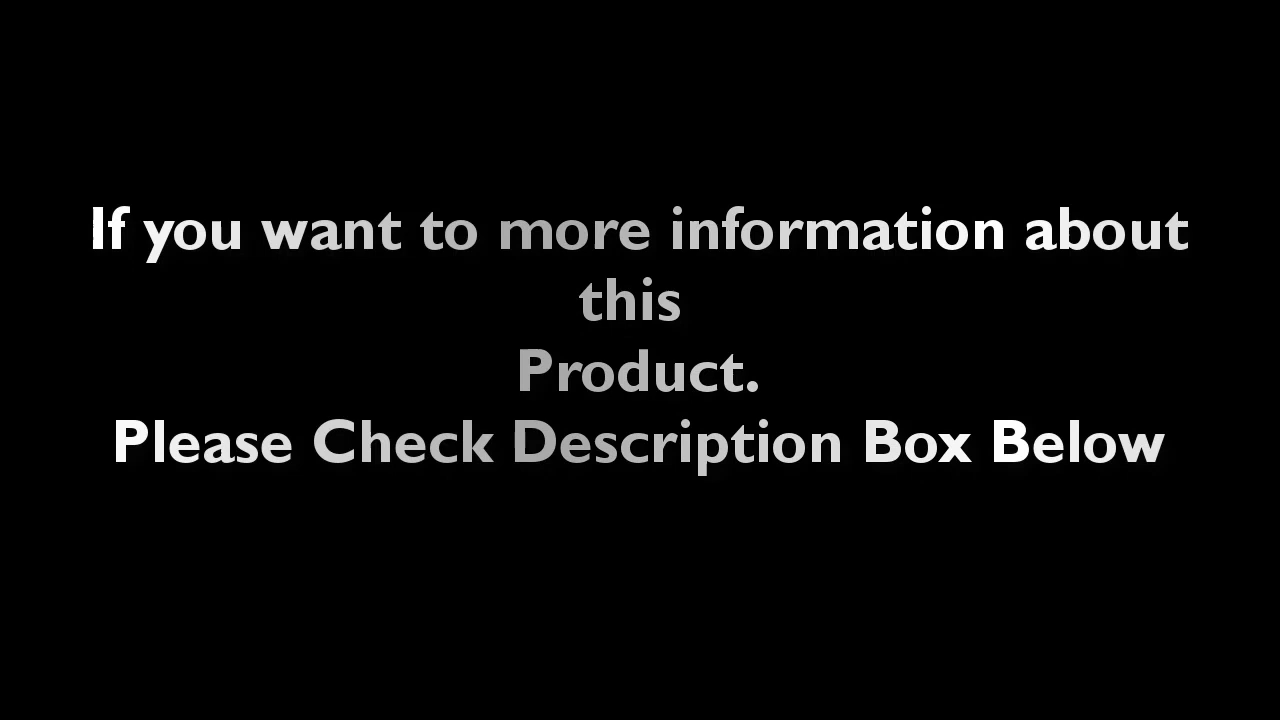 If you want to more information about
this
Product.
Please Check Description Box Below